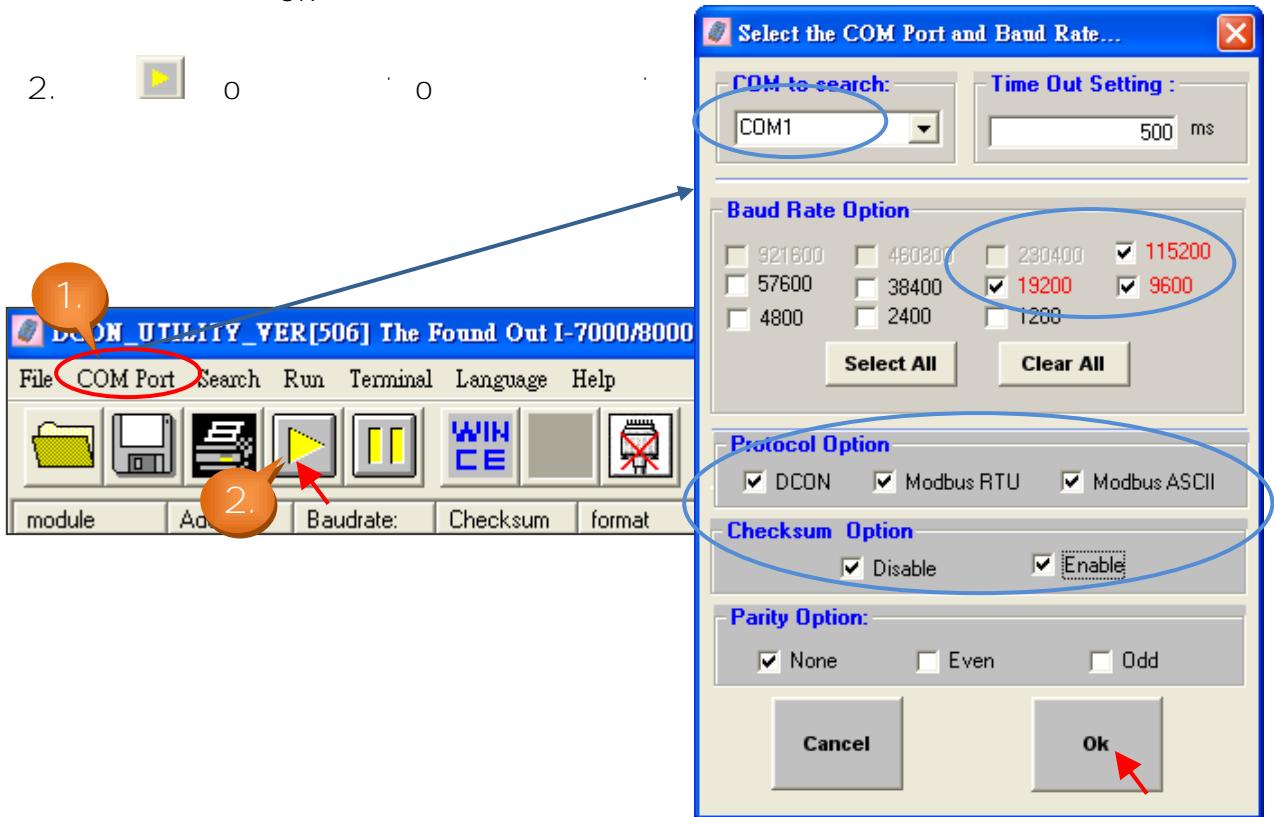 2.
Select the COM Port and Baud Rate...
COM to search:
Time Out Setting :
COM1
500 ms
Baud Rate Option
921600 460800 230400 115200
57600 38400 19200 9600
4800 2400 1200
Select All Clear All
1.
DCON_UTILITY_VER[506] The Found Out I-7000/8000
File COM Port Search Run Terminal Language Help
WIN
CE
2.
module Baudrate: Checksum format
Protocol Option
DCON Modbus RTU Modbus ASCII
Checksum Option
Disable Enable
Parity Option:
None Even Odd
Cancel Ok